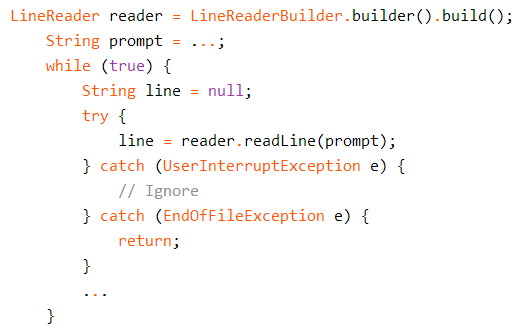 LineReader reader = LineReaderBuilder.builder().build();
    String prompt = ...;
    while (true) {
        String line = null;
        try {
            line = reader.readLine(prompt);
        } catch (UserInterruptException e) {
            // Ignore
        } catch (EndOfFileException e) {
            return;
        }
        ...
    }